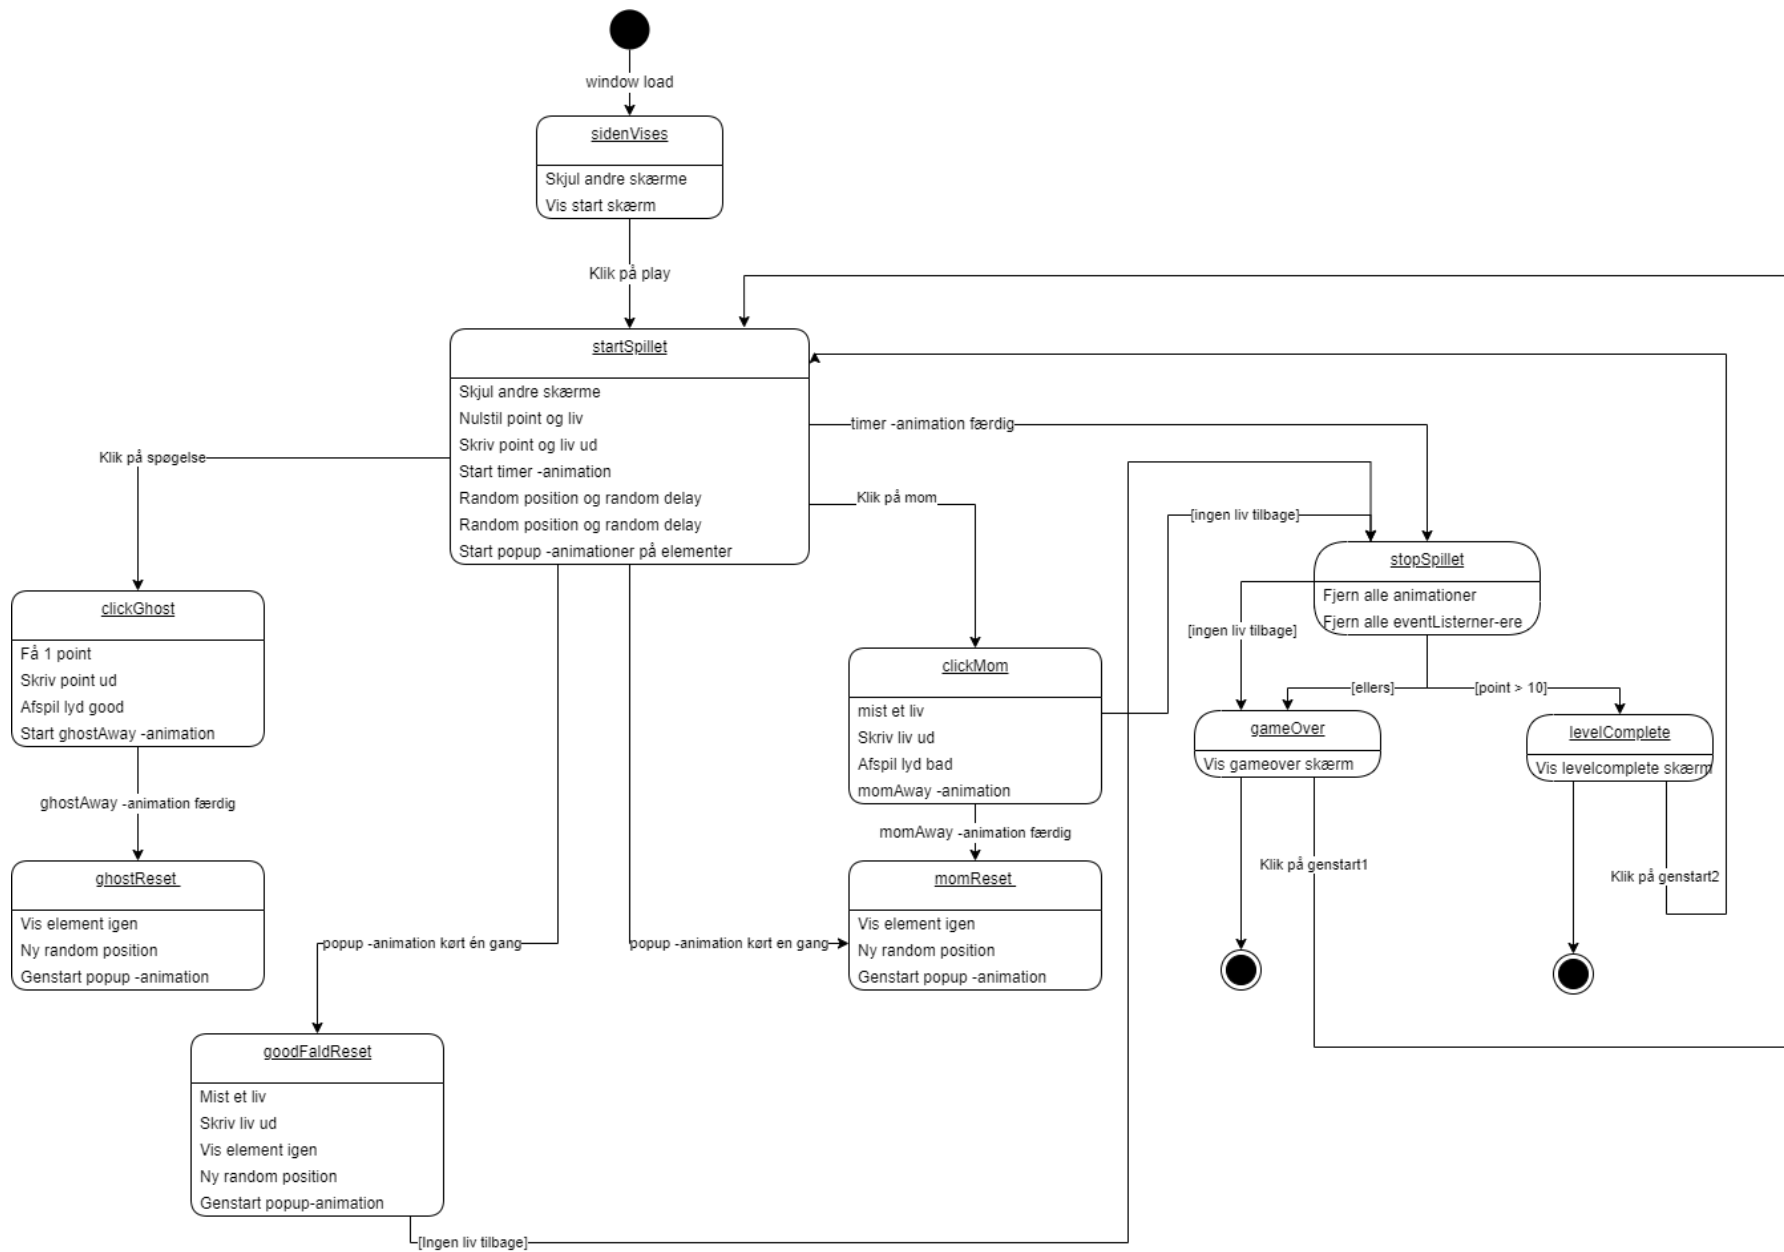 window load
sidenVises
Skjul andre skærme
Vis start skærm
Klik på play
startSpillet
Skjul andre skærme
Nulstil point og liv
Skriv point og liv ud
Start timer -animation
Random position og random delay
Random position og random delay
Start popup -animationer på elementer
timer -animation færdig
Klik på spøgelse
Klik på mom
[ingen liv tilbage]
stopSpillet
Fjern alle animationer
Fjern alle eventListerner-ere
clickGhost
Få 1 point
Skriv point ud
Afspil lyd good
Start ghostAway -animation
[ingen liv tilbage]
clickMom
mist et liv
Skriv liv ud
Afspil lyd bad
momAway -animation
[ellers]
[point > 10]
gameOver
Vis gameover skærm
levelComplete
Vis levelcomplete skærm
ghostAway -animation færdig
momAway -animation færdig
Klik på genstart1
Klik på genstart2
ghostReset
Vis element igen
Ny random position
Genstart popup -animation
momReset
Vis element igen
Ny random position
Genstart popup -animation
popup -animation kørt én gang
popup -animation kørt en gang
goodFaldReset
Mist et liv
Skriv liv ud
Vis element igen
Ny random position
Genstart popup-animation
[Ingen liv tilbage]